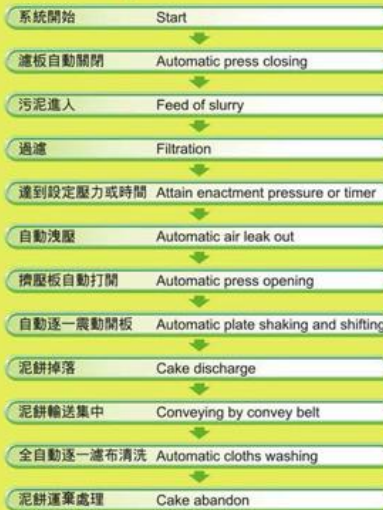 系統開始 Start
濾板自動關閉 Automatic press closing
污泥進入 Feed of slurry
過濾 Filtration
達到設定壓力或時間 Attain enactment pressure or timer
自動洩壓 Automatic air leak out
擠壓板自動打開 Automatic press opening
自動逐一震動開板 Automatic plate shaking and shifting
泥餅掉落 Cake discharge
泥餅輸送集中 Conveying by convey belt
全自動逐一濾布清洗 Automatic cloths washing
泥餅運棄處理 Cake abandon